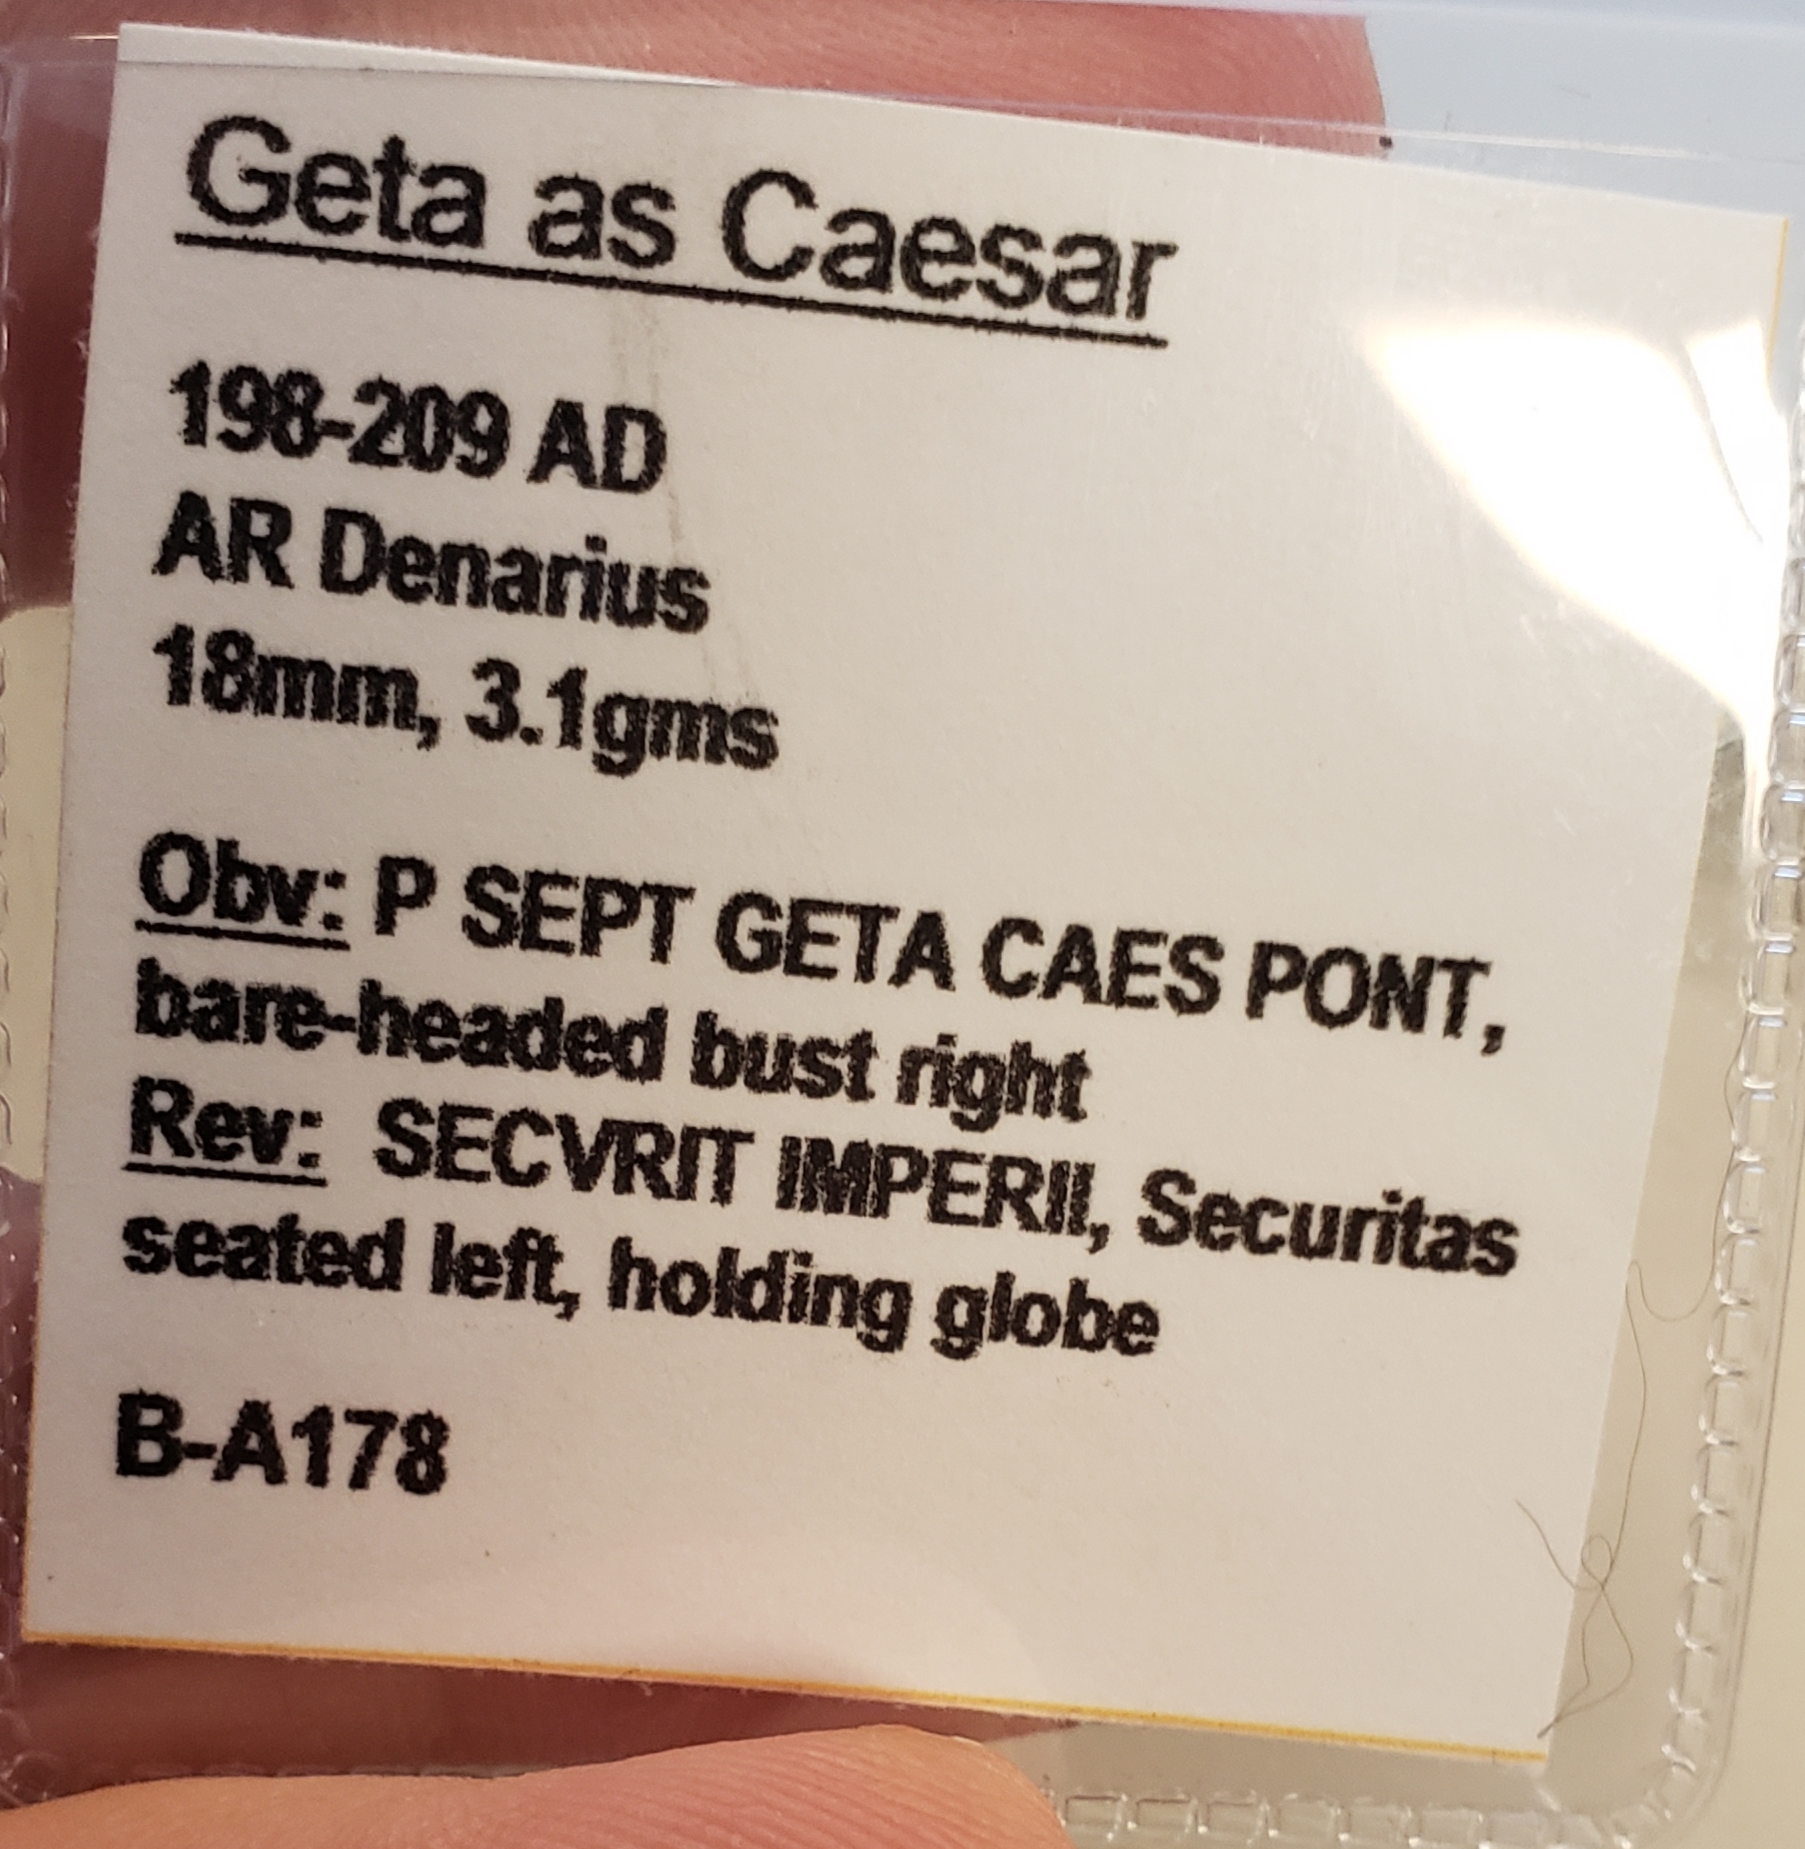 Geta as Caesar
198-209 AD
AR Denarius
18mm, 3.1gms
Obv: P SEPT GETA CAES PONT,
bare-headed bust right
Rev: SECVRIT IMPERII, Securitas
seated left, holding globe
B-A178